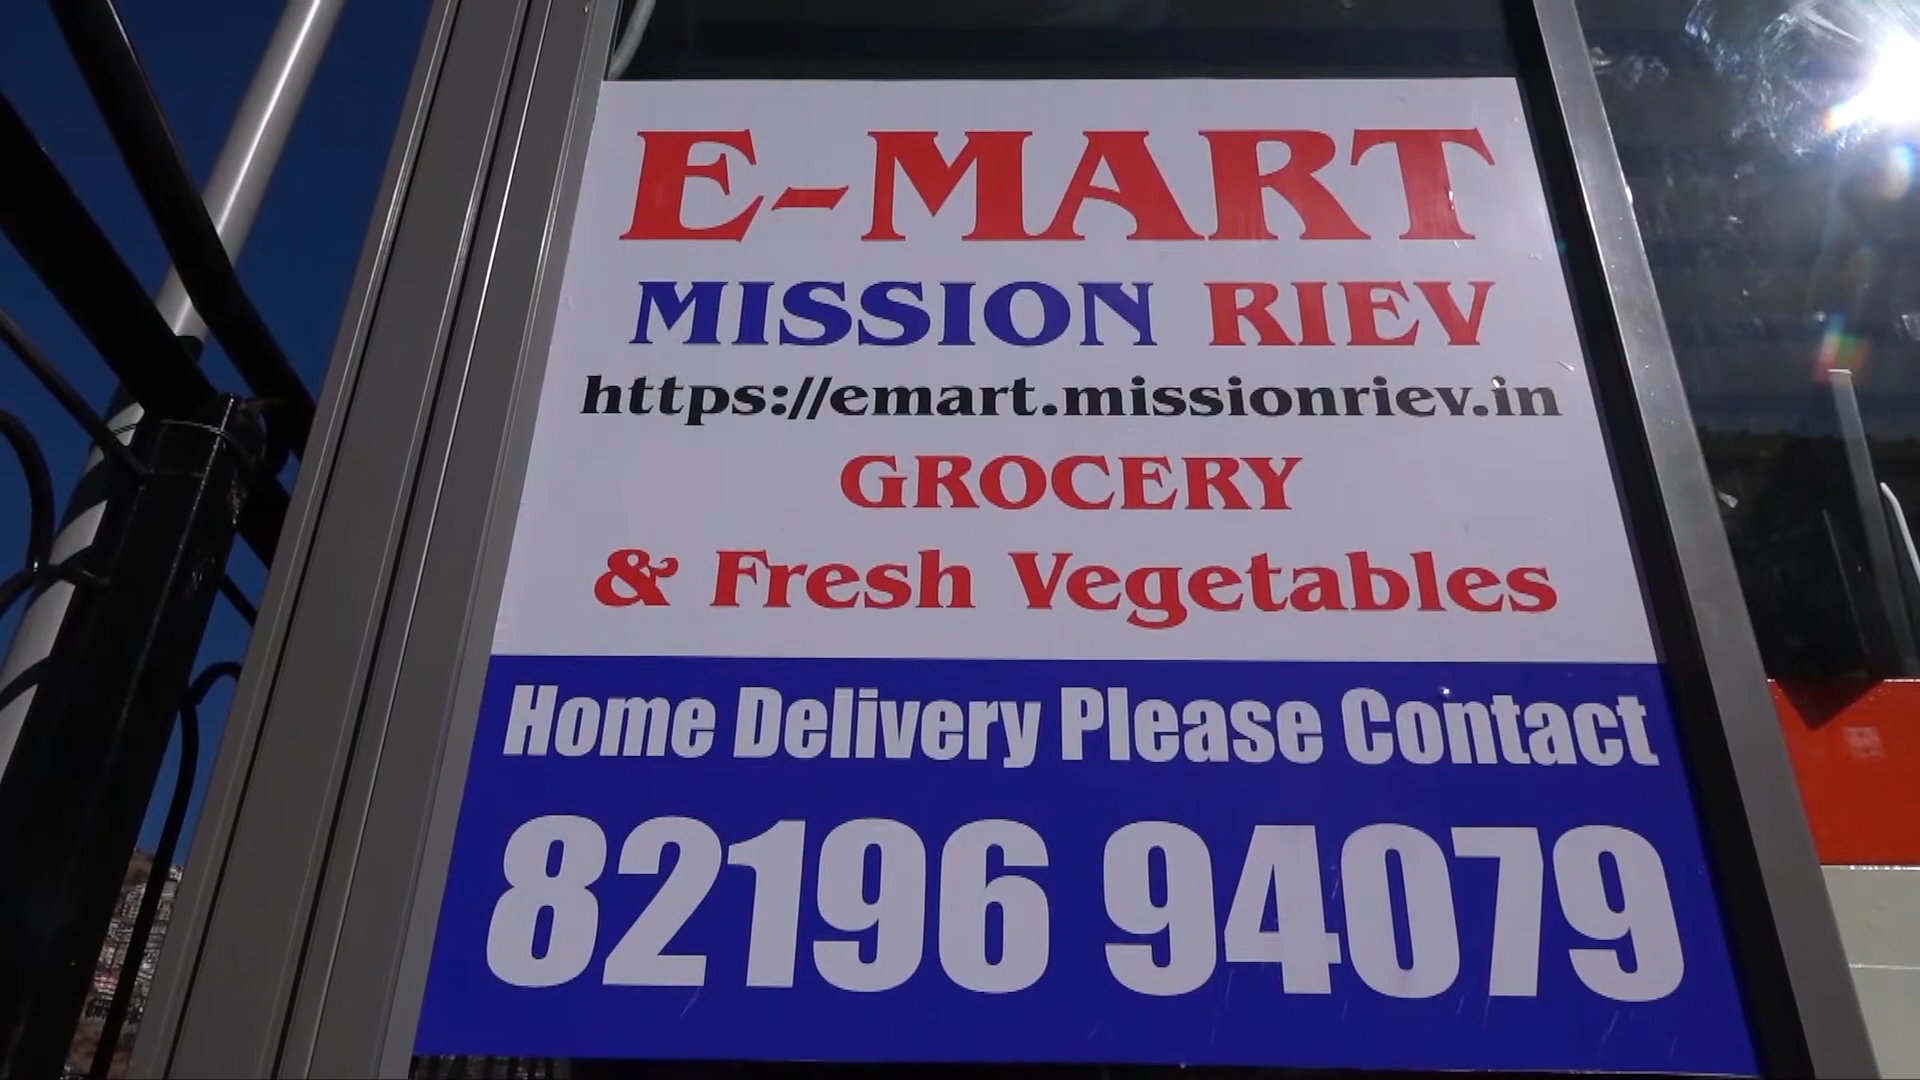 E-MART
MISSION RIEV
https://emart.missionriev.in
GROCERY
& Fresh Vegetables
Home Delivery Please Contact
82196 94079